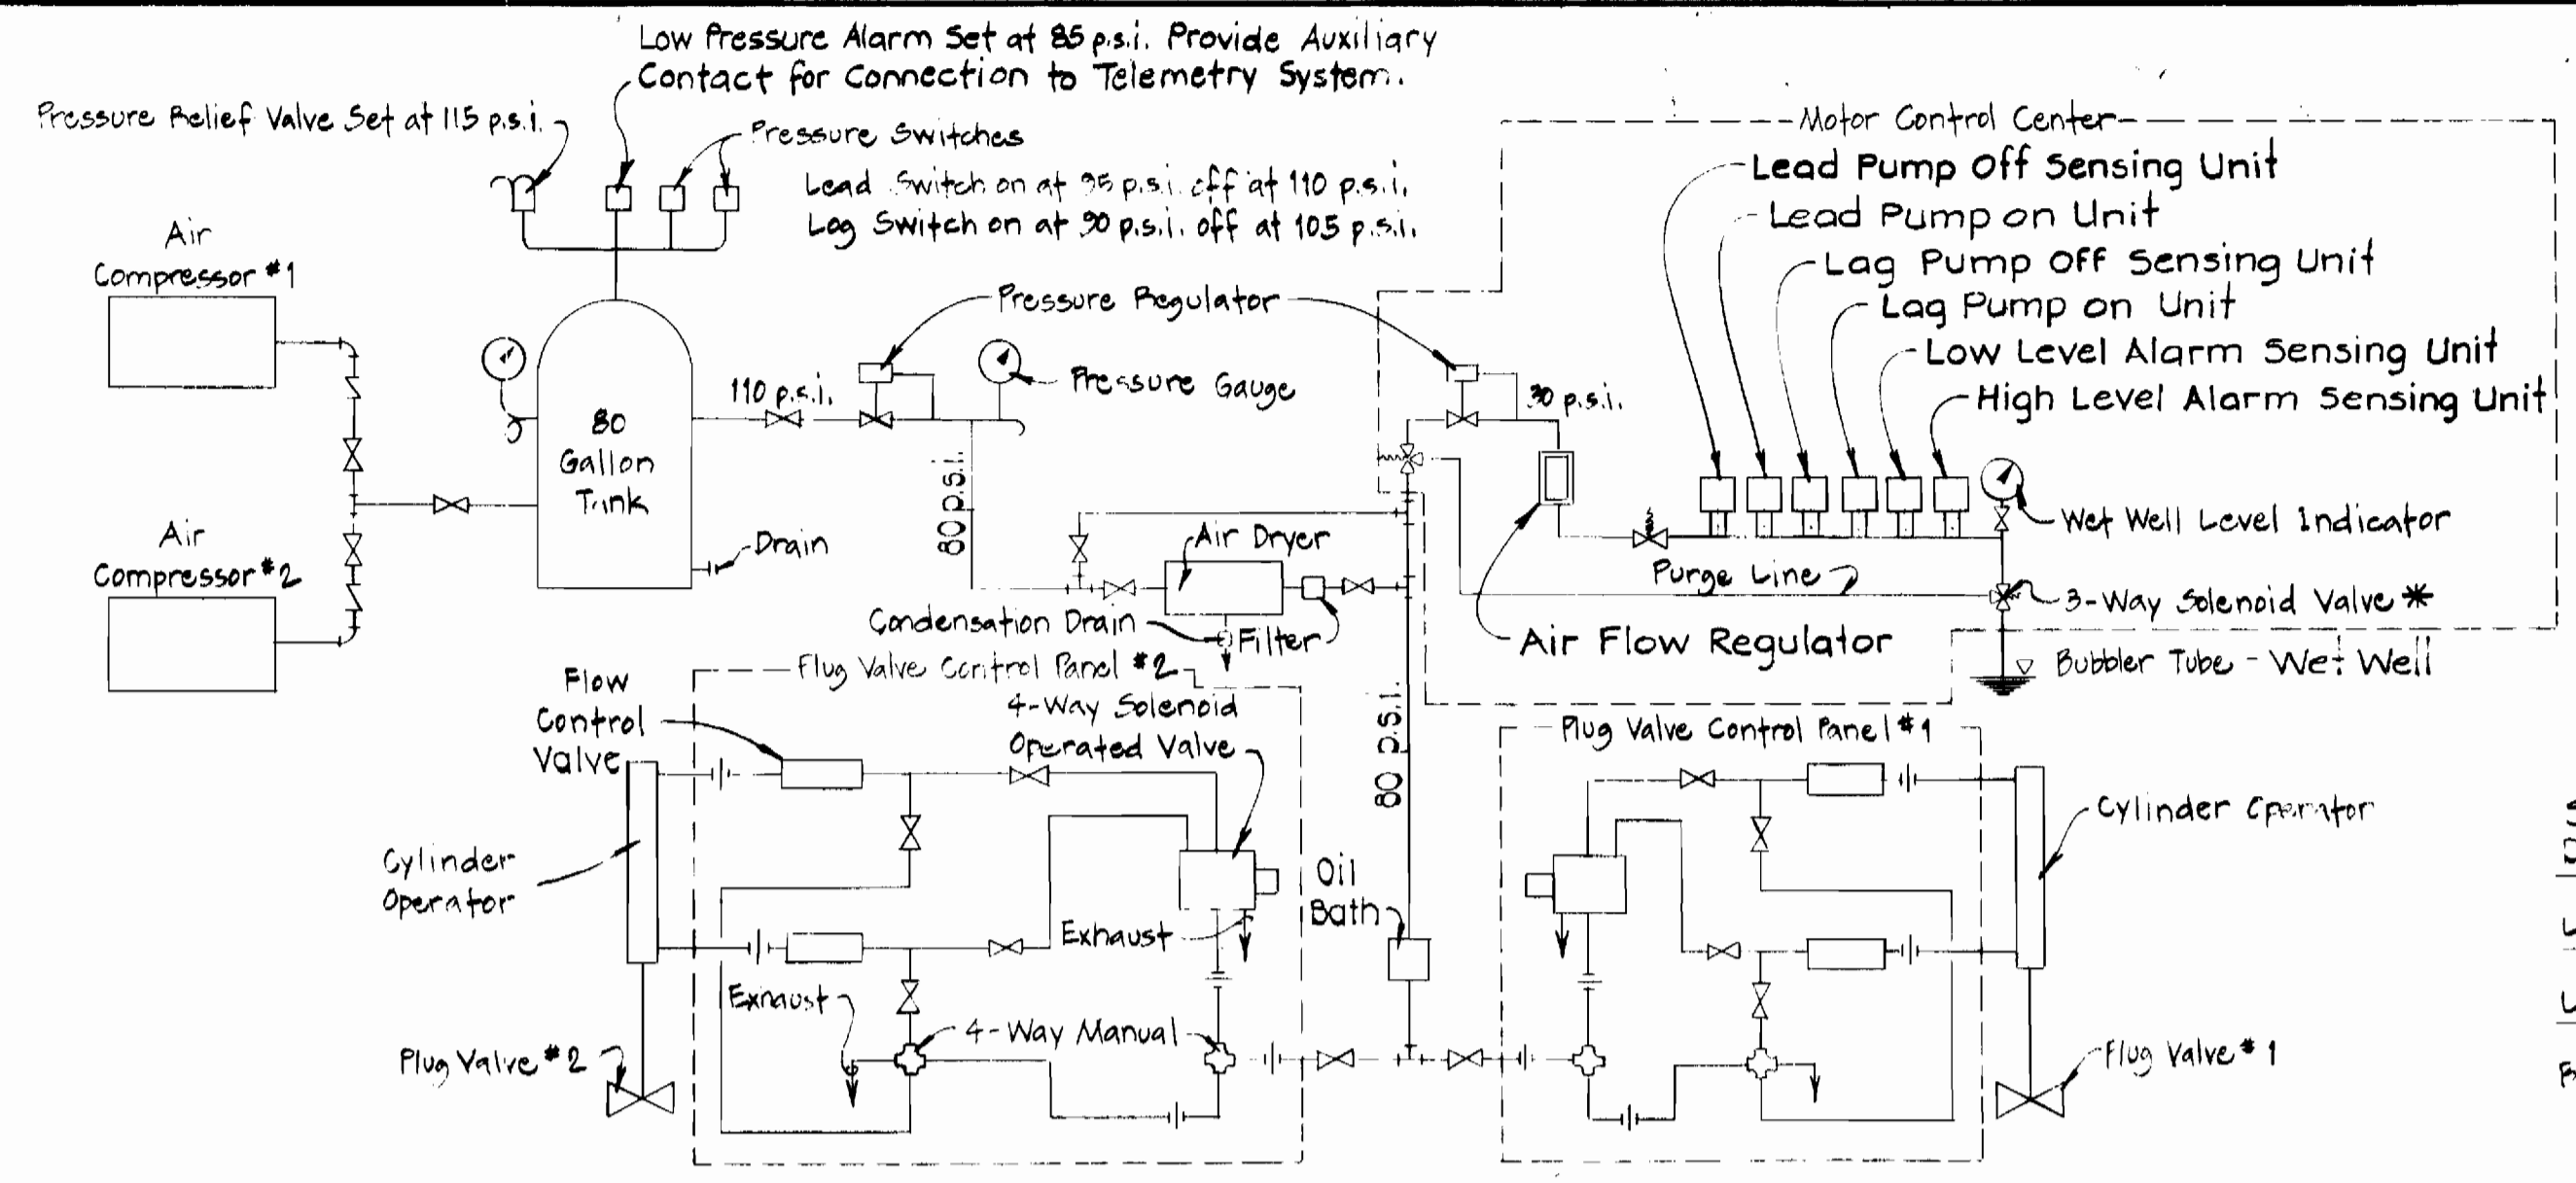 Low Pressure Alarm Set at 85 p.s.i. Provide Auxiliary
Contact for Connection to Telemetry System.
Pressure Relief Valve Set at 115 p.s.i.
Pressure Switches
Lead Switch on at 95 p.s.i. off at 110 p.s.i.
Log Switch on at 90 p.s.i. off at 105 p.s.i.
Motor Control Center
Lead Pump Off Sensing Unit
Lead Pump on Unit
Lag Pump Off Sensing Unit
Lag Pump on Unit
Low Level Alarm Sensing Unit
High Level Alarm Sensing Unit
Air
Compressor #1
Pressure Regulator
110 p.s.i.
Pressure Gauge
30 p.s.i.
80
Gallon
Tank
80 p.s.i.
Air
Compressor #2
Drain
Air Dryer
Wet Well Level Indicator
Purge Line
3-Way Solenoid Valve *
Condensation Drain
Filter
Air Flow Regulator
Bubbler Tube - Wet Well
Plug Valve Control Panel #2
Flow
Control
Valve
4-Way Solenoid
Operated Valve
80 p.s.i.
Plug Valve Control Panel #1
Cylinder Operator
Cylinder
Operator
Oil
Bath
Exhaust
Exhaust
4-Way Manual
Plug Valve #2
Plug Valve #1